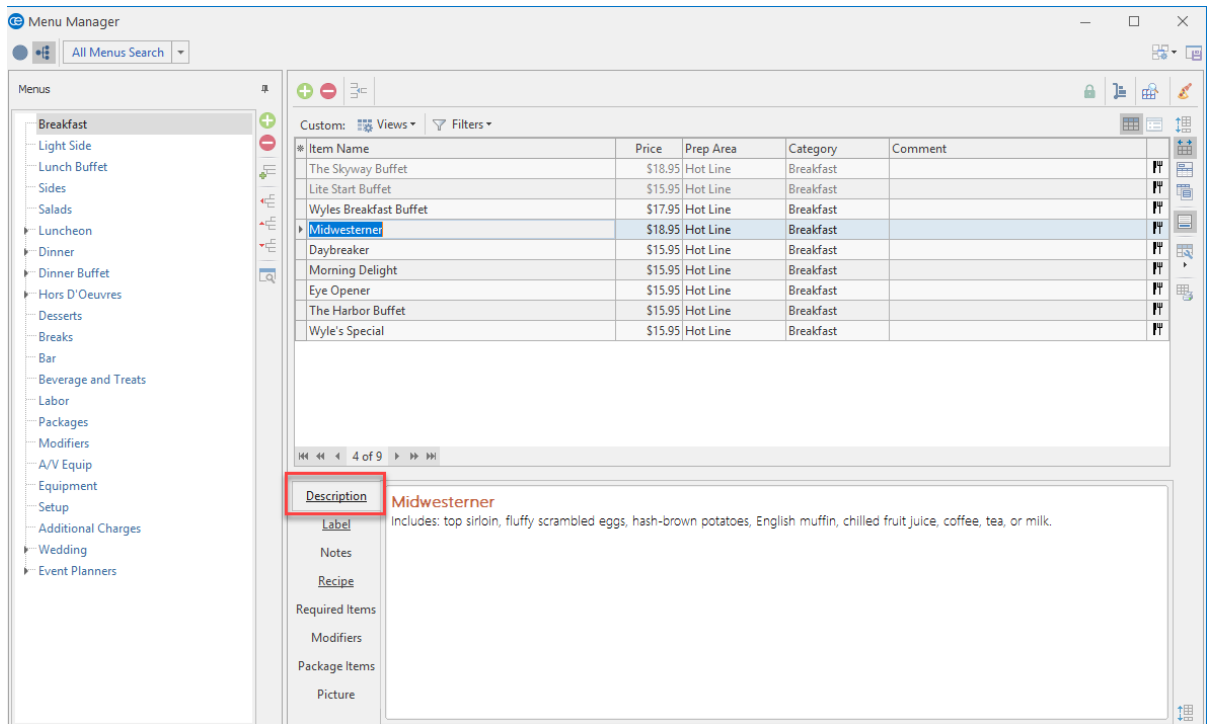 Menu Manager
All Menus Search
Menus
Breakfast
Light Side
Lunch Buffet
Sides
Salads
Luncheon
Dinner
Dinner Buffet
Hors D'Oeuvres
Desserts
Breaks
Bar
Beverage and Treats
Labor
Packages
Modifiers
A/V Equip
Equipment
Setup
Additional Charges
Wedding
Event Planners
Custom: Views Filters
Item Name Price Prep Area Category Comment
The Skyway Buffet $18.95 Hot Line Breakfast
Lite Start Buffet $15.95 Hot Line Breakfast
Wyles Breakfast Buffet $17.95 Hot Line Breakfast
Midwesterner $18.95 Hot Line Breakfast
Daybreaker $15.95 Hot Line Breakfast
Morning Delight $15.95 Hot Line Breakfast
Eye Opener $15.95 Hot Line Breakfast
The Harbor Buffet $15.95 Hot Line Breakfast
Wyle's Special $15.95 Hot Line Breakfast
4 of 9
Description
Label
Notes
Recipe
Required Items
Modifiers
Package Items
Picture
Midwesterner
Includes: top sirloin, fluffy scrambled eggs, hash-brown potatoes, English muffin, chilled fruit juice, coffee, tea, or milk.